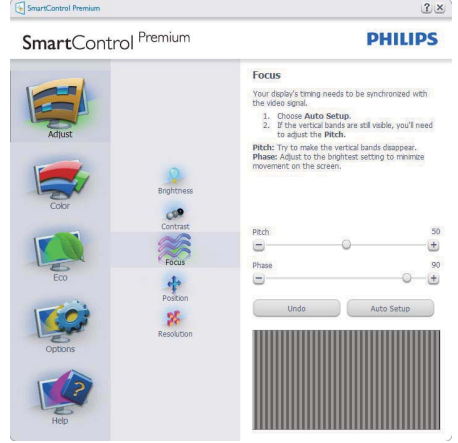 SmartControl Premium
SmartControl Premium
PHILIPS
Adjust
Color
Eco
Options
Help
Brightness
Contrast
Focus
Position
Resolution
Focus
Your display's timing needs to be synchronized with
the video signal.
1. Choose Auto Setup.
2. If the vertical bands are still visible, you'll need
to adjust the Pitch.
Pitch: Try to make the vertical bands disappear.
Phase: Adjust to the brightest setting to minimize
movement on the screen.
Pitch 50
Phase 90
Undo Auto Setup